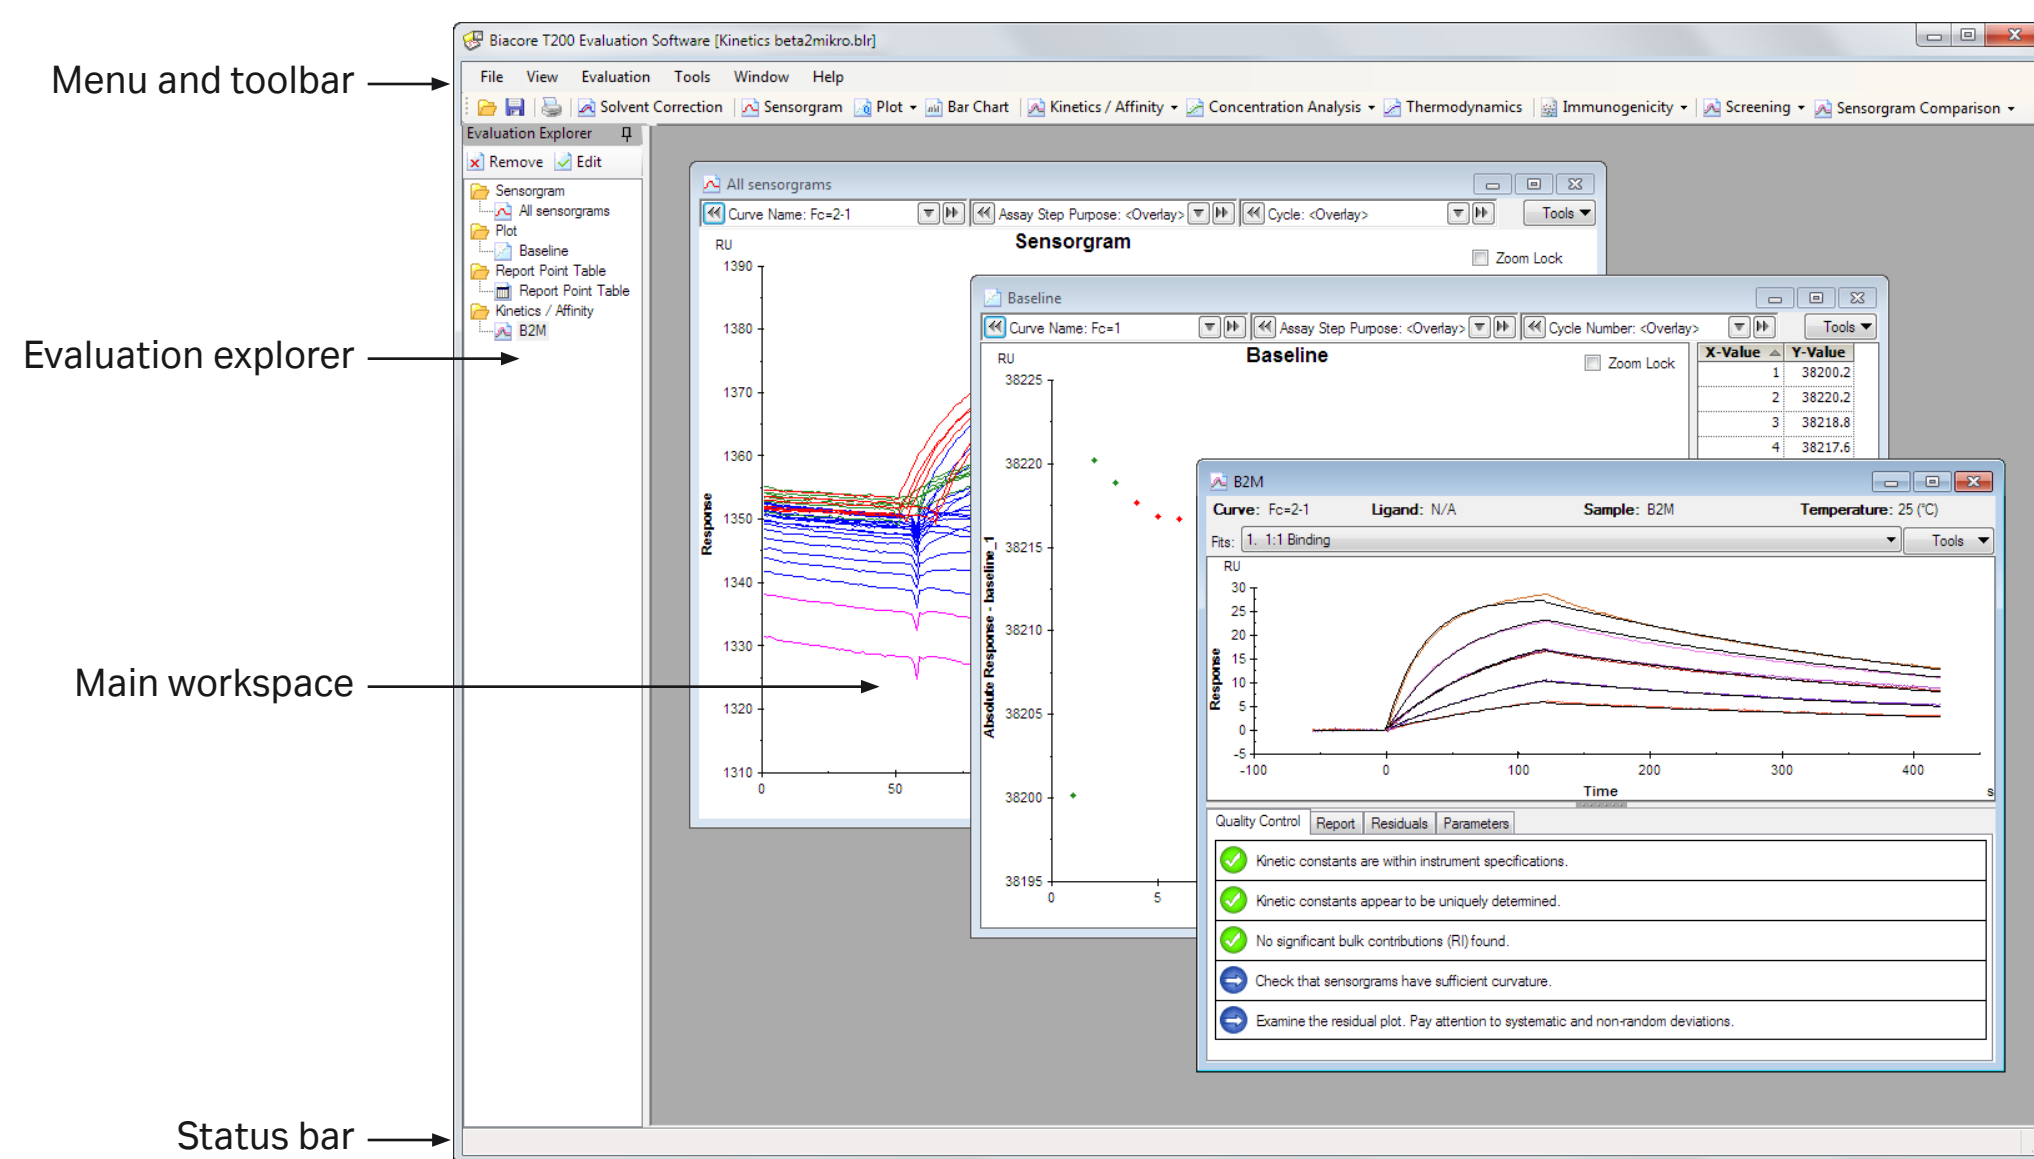 Biacore T200 Evaluation Software [Kinetics beta2mikro.blr]
Menu and toolbar
File View Evaluation Tools Window Help
Solvent Correction Sensorgram Plot Bar Chart Kinetics / Affinity Concentration Analysis Thermodynamics Immunogenicity Screening Sensorgram Comparison
Evaluation Explorer
Remove Edit
Sensorgram
All sensorgrams
Plot
Baseline
Report Point Table
Report Point Table
Kinetics / Affinity
B2M
Evaluation explorer
Main workspace
Status bar
All sensorgrams
Curve Name: Fc=2-1 Assay Step Purpose: <Overlay> Cycle: <Overlay> Tools
RU
Sensorgram
Zoom Lock
1390
1380
1370
1360
1350
1340
1330
1320
1310
Response
0 50
Baseline
Curve Name: Fc=1 Assay Step Purpose: <Overlay> Cycle Number: <Overlay> Tools
RU
Baseline
Zoom Lock
X-Value Y-Value
1 38200.2
2 38220.2
3 38218.8
4 38217.6
38225
38220
38215
38210
38205
38200
38195
Absolute Response - baseline_1
0 5
B2M
Curve: Fc=2-1 Ligand: N/A Sample: B2M Temperature: 25 (°C)
Fits: 1. 1:1 Binding Tools
RU
30
25
20
15
10
5
0
-5
Response
-100 0 100 200 300 400
Time
s
Quality Control Report Residuals Parameters
Kinetic constants are within instrument specifications.
Kinetic constants appear to be uniquely determined.
No significant bulk contributions (RI) found.
Check that sensorgrams have sufficient curvature.
Examine the residual plot. Pay attention to systematic and non-random deviations.